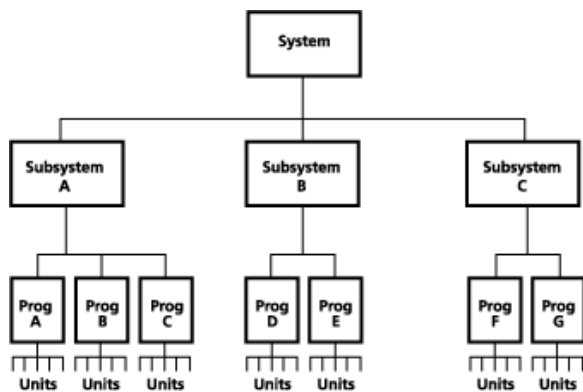 System
Subsystem
A
Subsystem
B
Subsystem
C
Prog
A
Prog
B
Prog
C
Prog
D
Prog
E
Prog
F
Prog
G
Units
Units
Units
Units
Units
Units
Units